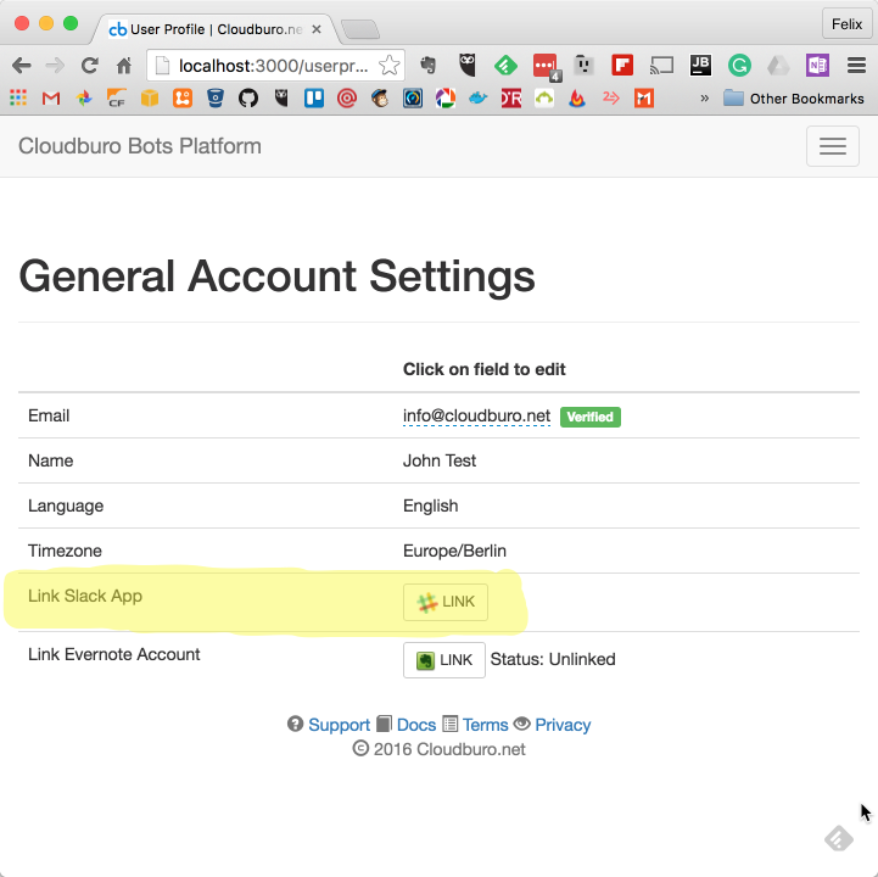 cb User Profile | Cloudburo.ne
Felix
localhost:3000/userpr...
4
JB
N
CF
Other Bookmarks
Cloudburo Bots Platform
General Account Settings
Click on field to edit
Email info@cloudburo.net Verified
Name John Test
Language English
Timezone Europe/Berlin
Link Slack App LINK
Link Evernote Account LINK Status: Unlinked
Support Docs Terms Privacy
© 2016 Cloudburo.net